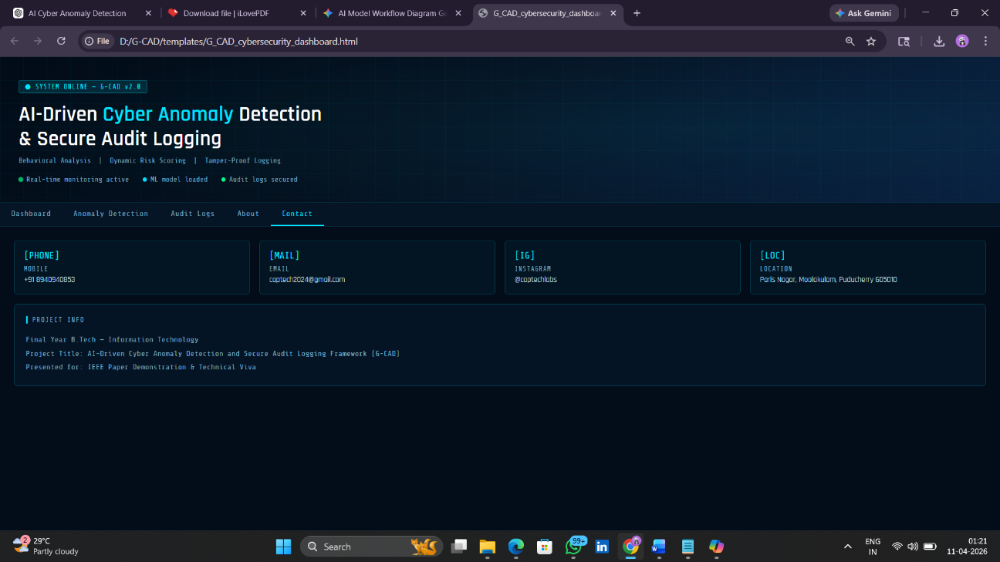 AI Cyber Anomaly Detection
Download file | iLovePDF
AI Model Workflow Diagram Ge
G_CAD_cybersecurity_dashboar
Ask Gemini
File
D:/G-CAD/templates/G_CAD_cybersecurity_dashboard.html
SYSTEM ONLINE — G-CAD v2.0
AI-Driven Cyber Anomaly Detection
& Secure Audit Logging
Behavioral Analysis | Dynamic Risk Scoring | Tamper-Proof Logging
Real-time monitoring active
ML model loaded
Audit logs secured
Dashboard
Anomaly Detection
Audit Logs
About
Contact
[PHONE]
MOBILE
+91 8940940853
[MAIL]
EMAIL
captech2024@gmail.com
[IG]
INSTAGRAM
@captechlabs
[LOC]
LOCATION
Paris Nagar, Moolakulam, Puducherry 605010
PROJECT INFO
Final Year B.Tech — Information Technology
Project Title: AI-Driven Cyber Anomaly Detection and Secure Audit Logging Framework (G-CAD)
Presented for: IEEE Paper Demonstration & Technical Viva
2
29°C
Partly cloudy
Search
99+
ENG
IN
01:21
11-04-2026